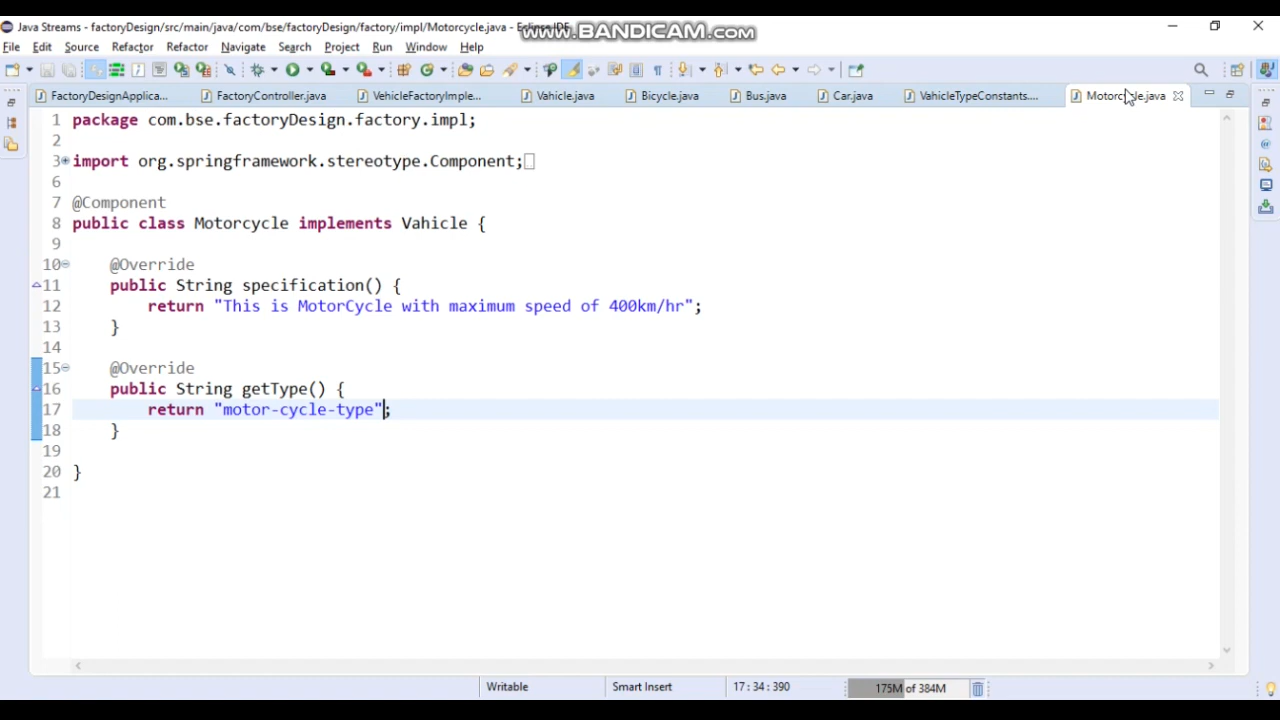 Java Streams - factoryDesign/src/main/java/com/bse/factoryDesign/factory/impl/Motorcycle.java - Eclipse IDE
www.BANDICAM.com
File Edit Source Refactor Refactor Navigate Search Project Run Window Help
FactoryDesignApplica... FactoryController.java VehicleFactoryImple... Vahicle.java Bicycle.java Bus.java Car.java VahicleTypeConstants.... Motorcycle.java
1 package com.bse.factoryDesign.factory.impl;
2
3 import org.springframework.stereotype.Component;
6
7 @Component
8 public class Motorcycle implements Vahicle {
9
10 @Override
11 public String specification() {
12 return "This is MotorCycle with maximum speed of 400km/hr";
13 }
14
15 @Override
16 public String getType() {
17 return "motor-cycle-type";
18 }
19
20 }
21
Writable Smart Insert 17 : 34 : 390 175M of 384M